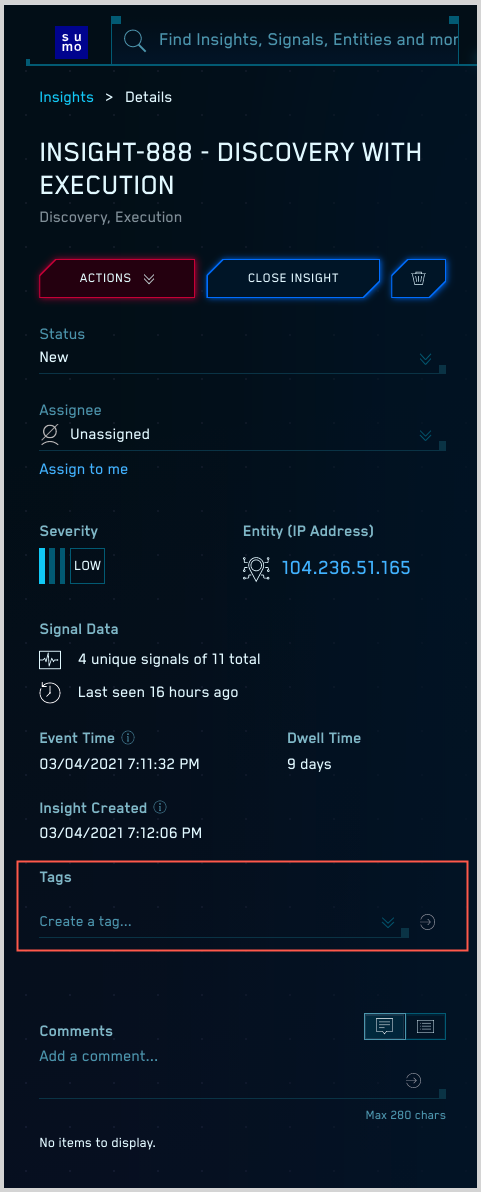 su
mo
Find Insights, Signals, Entities and mor
Insights > Details
INSIGHT-888 - DISCOVERY WITH
EXECUTION
Discovery, Execution
ACTIONS
CLOSE INSIGHT
Status
New
Assignee
Unassigned
Assign to me
Severity
Entity (IP Address)
LOW
104.236.51.165
Signal Data
4 unique signals of 11 total
Last seen 16 hours ago
Event Time
Dwell Time
03/04/2021 7:11:32 PM
9 days
Insight Created
03/04/2021 7:12:06 PM
Tags
Create a tag...
Comments
Add a comment...
Max 280 chars
No items to display.